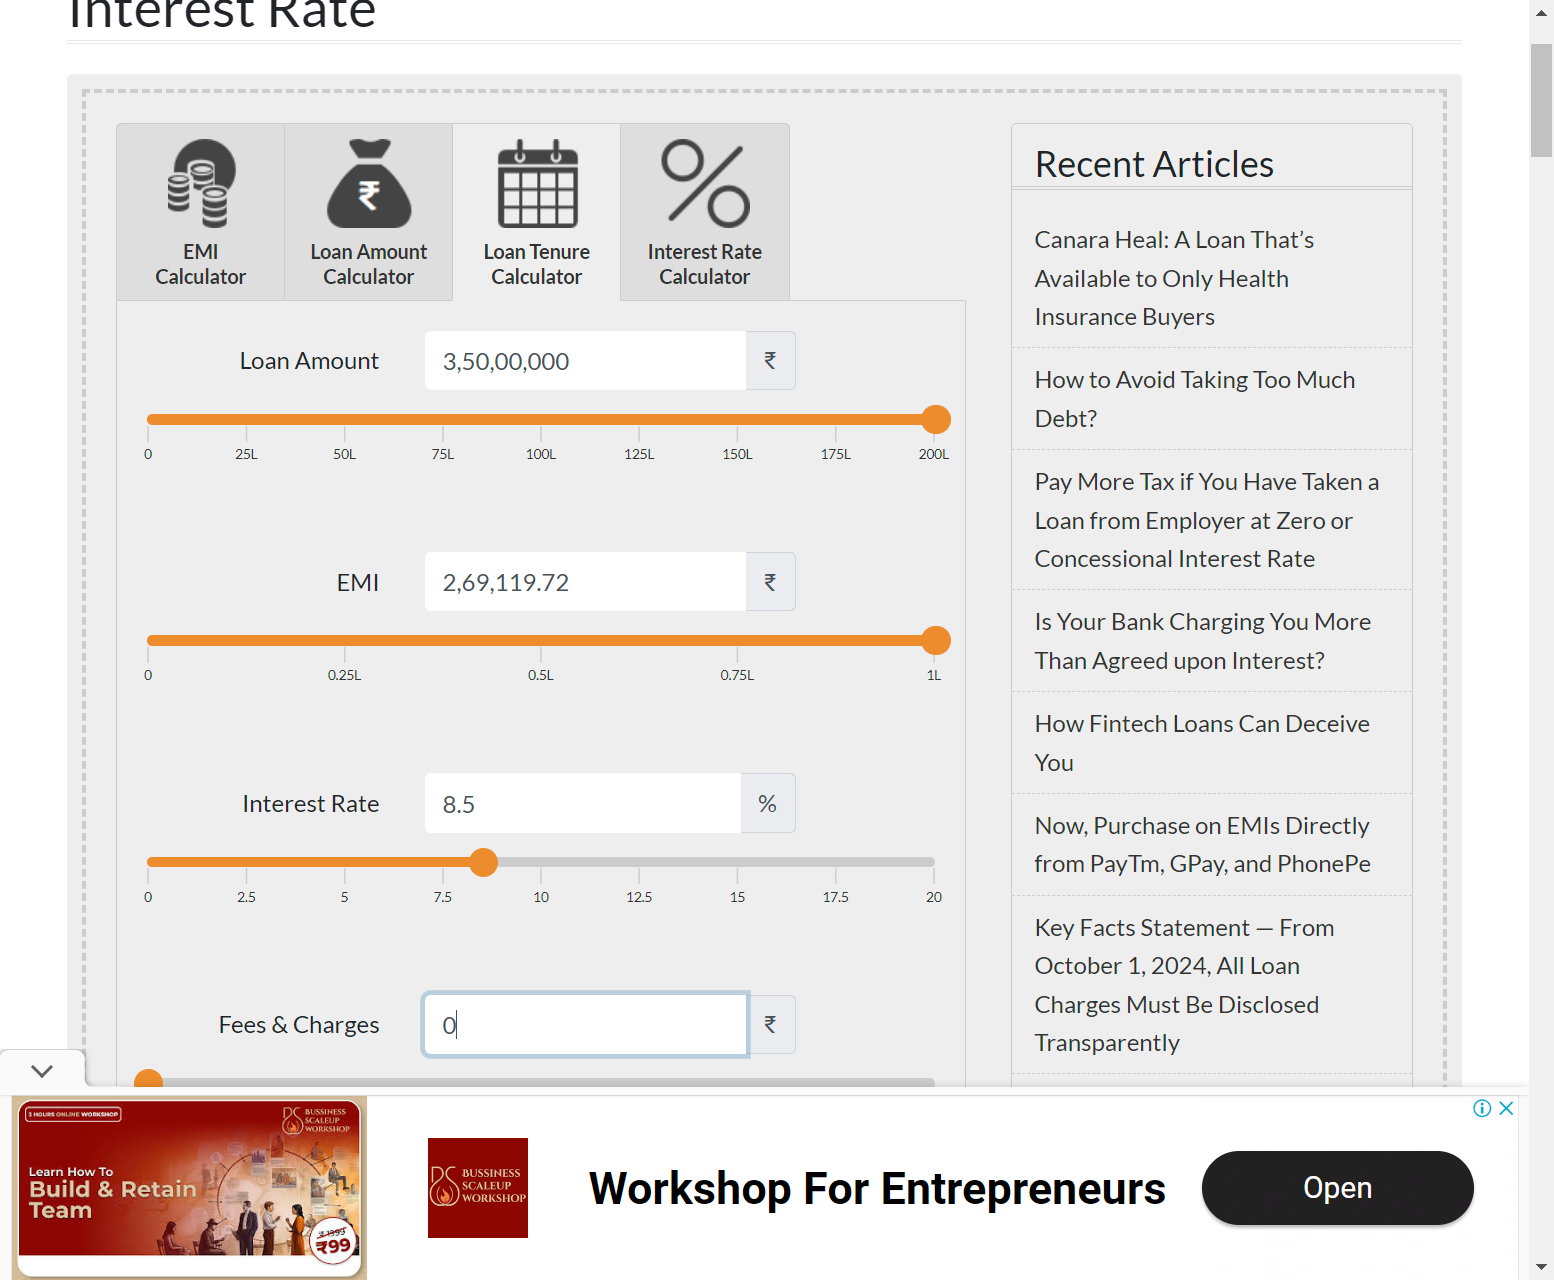 Interest Rate
EMI
Calculator
Loan Amount
Calculator
Loan Tenure
Calculator
Interest Rate
Calculator
Loan Amount
3,50,00,000
₹
0
25L
50L
75L
100L
125L
150L
175L
200L
EMI
2,69,119.72
₹
0
0.25L
0.5L
0.75L
1L
Interest Rate
8.5
%
0
2.5
5
7.5
10
12.5
15
17.5
20
Fees & Charges
0
₹
Recent Articles
Canara Heal: A Loan That’s
Available to Only Health
Insurance Buyers
How to Avoid Taking Too Much
Debt?
Pay More Tax if You Have Taken a
Loan from Employer at Zero or
Concessional Interest Rate
Is Your Bank Charging You More
Than Agreed upon Interest?
How Fintech Loans Can Deceive
You
Now, Purchase on EMIs Directly
from PayTm, GPay, and PhonePe
Key Facts Statement — From
October 1, 2024, All Loan
Charges Must Be Disclosed
Transparently
3 HOURS ONLINE WORKSHOP
BUSSINESS
SCALEUP
WORKSHOP
Learn How To
Build & Retain
Team
₹1399
₹99
BUSSINESS
SCALEUP
WORKSHOP
Workshop For Entrepreneurs
Open